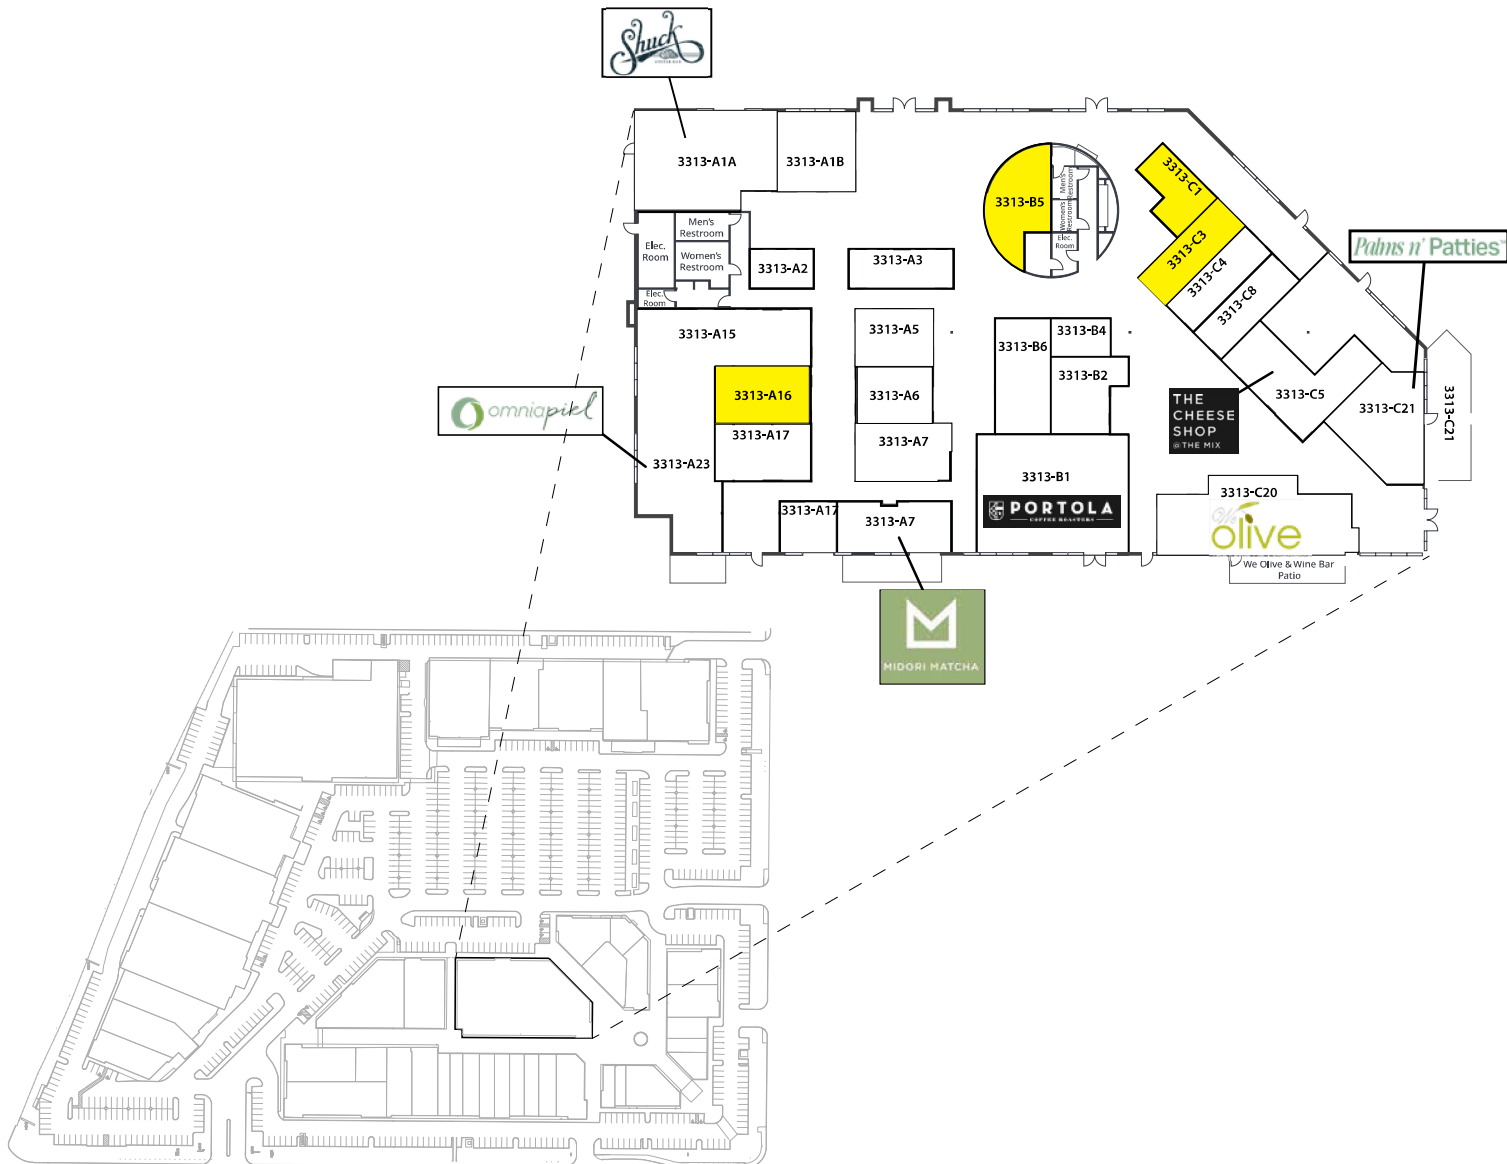 Shuck
OYSTER BAR
3313-A1A
3313-A1B
Men's
Restroom
Elec.
Room
Women's
Restroom
Elec.
Room
3313-A2
3313-A3
3313-B5
Men's
Restroom
Women's
Restroom
Elec.
Room
3313-C1
3313-C3
3313-C4
3313-C8
Palms n' Patties
3313-A15
3313-A5
3313-B6
3313-B4
3313-B2
3313-A16
3313-A6
3313-C5
3313-C21
3313-C21
omniapiel
THE
CHEESE
SHOP
@ THE MIX
3313-A17
3313-A7
3313-A23
3313-B1
PORTOLA
COFFEE ROASTERS
3313-C20
We
olive
3313-A17
3313-A7
We Olive & Wine Bar
Patio
MIDORI MATCHA